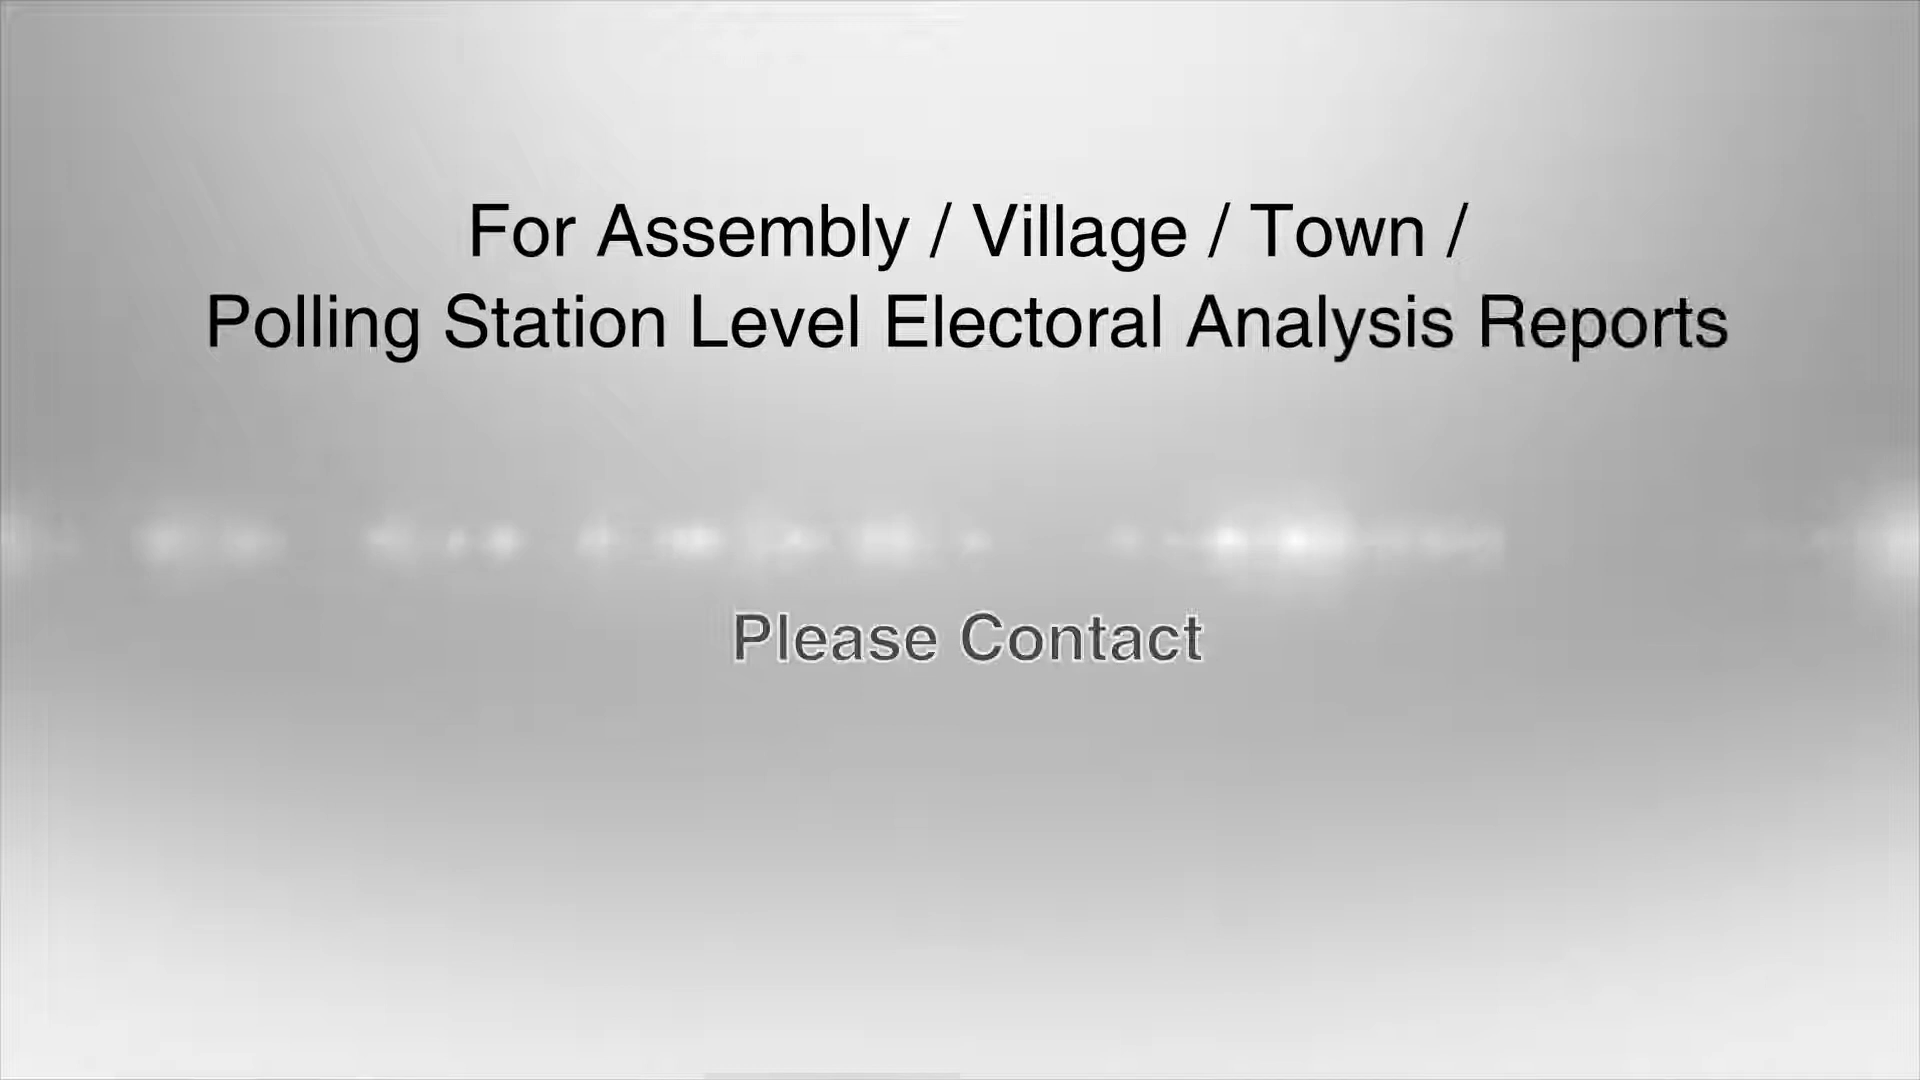 For Assembly / Village / Town /
Polling Station Level Electoral Analysis Reports
Please Contact